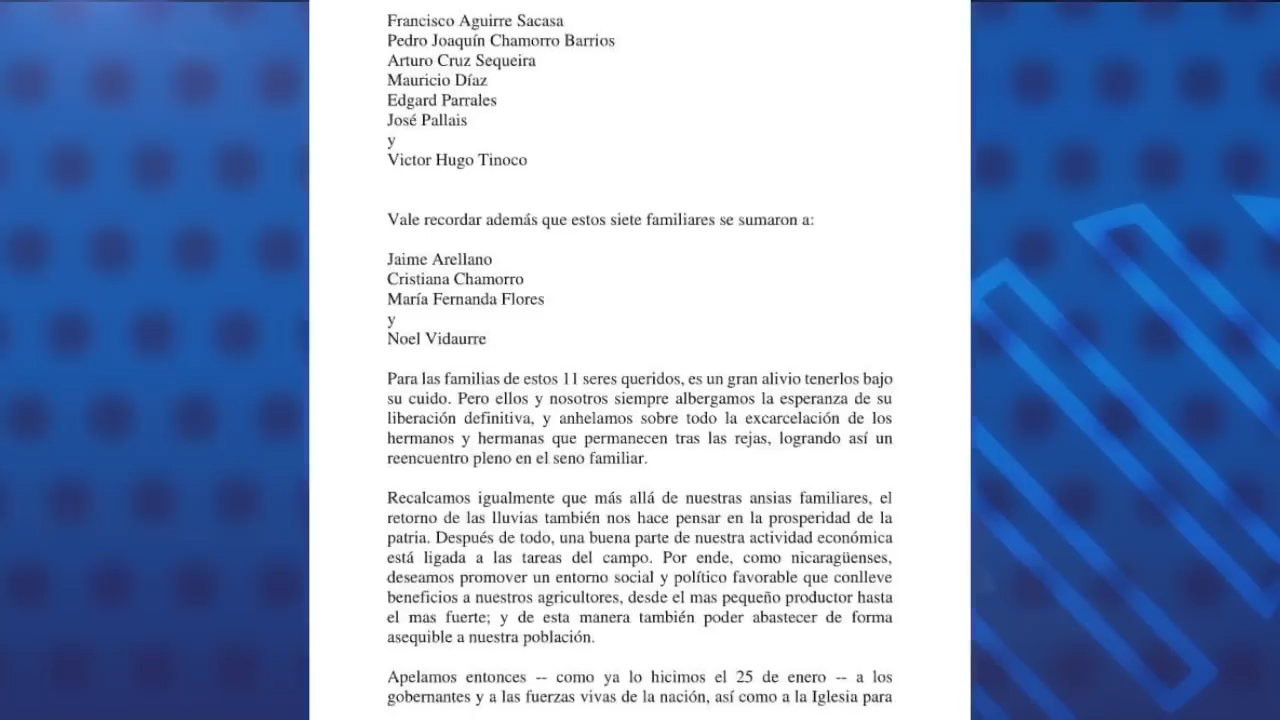 Francisco Aguirre Sacasa
Pedro Joaquín Chamorro Barrios
Arturo Cruz Sequeira
Mauricio Díaz
Edgard Parrales
José Pallais
y
Victor Hugo Tinoco
Vale recordar además que estos siete familiares se sumaron a:
Jaime Arellano
Cristiana Chamorro
María Fernanda Flores
y
Noel Vidaurre
Para las familias de estos 11 seres queridos, es un gran alivio tenerlos bajo
su cuido. Pero ellos y nosotros siempre albergamos la esperanza de su
liberación definitiva, y anhelamos sobre todo la excarcelación de los
hermanos y hermanas que permanecen tras las rejas, logrando así un
reencuentro pleno en el seno familiar.
Recalcamos igualmente que más allá de nuestras ansias familiares, el
retorno de las lluvias también nos hace pensar en la prosperidad de la
patria. Después de todo, una buena parte de nuestra actividad económica
está ligada a las tareas del campo. Por ende, como nicaragüenses,
deseamos promover un entorno social y político favorable que conlleve
beneficios a nuestros agricultores, desde el mas pequeño productor hasta
el mas fuerte; y de esta manera también poder abastecer de forma
asequible a nuestra población.
Apelamos entonces -- como ya lo hicimos el 25 de enero -- a los
gobernantes y a las fuerzas vivas de la nación, así como a la Iglesia para